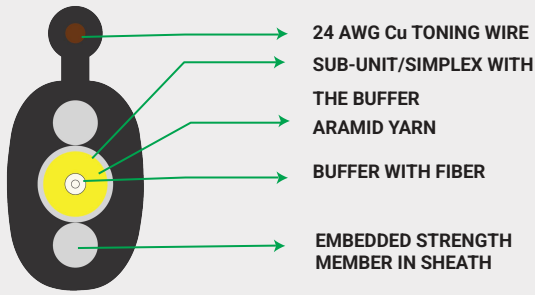 24 AWG Cu TONING WIRE
SUB-UNIT/SIMPLEX WITH
THE BUFFER
ARAMID YARN
BUFFER WITH FIBER
EMBEDDED STRENGTH
MEMBER IN SHEATH